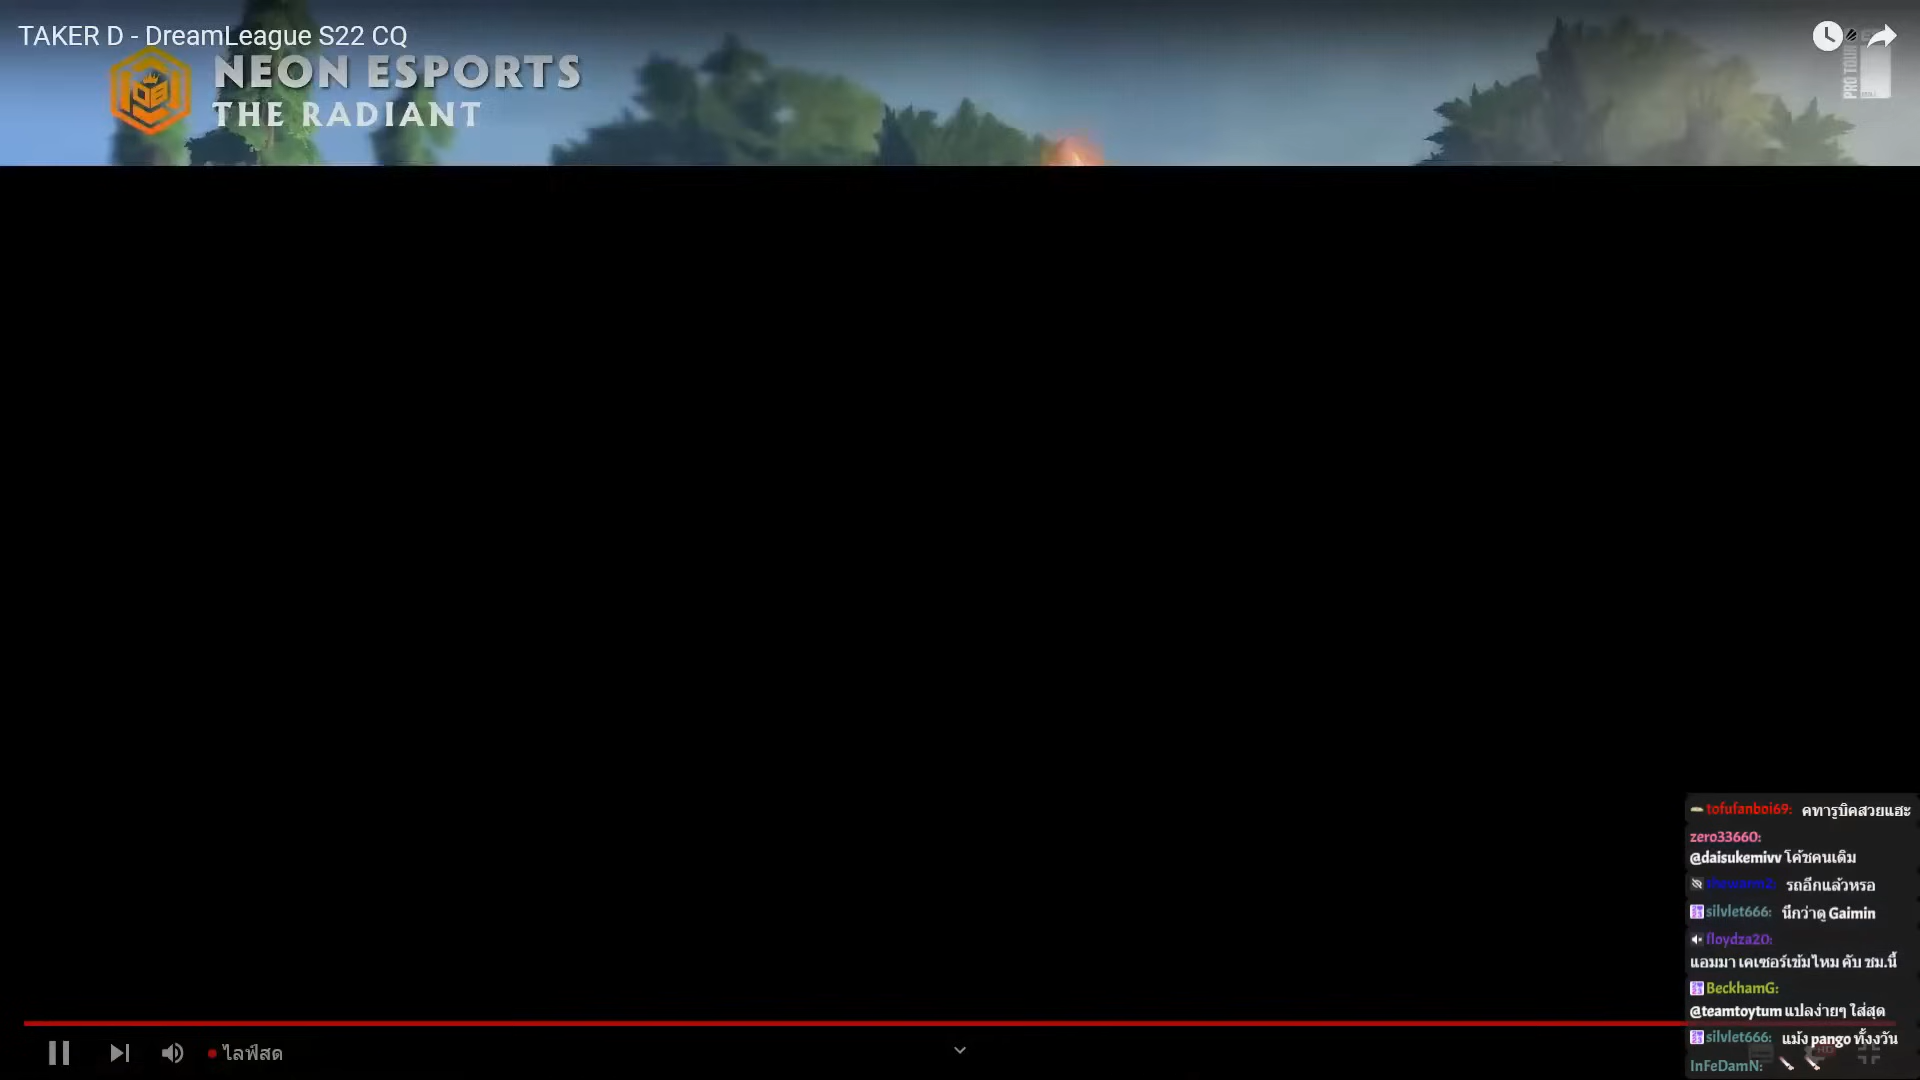 TAKER D - DreamLeague S22 CQ
NEON ESPORTS
THE RADIANT
PRO TOUR
tofufanboi69: คทารูบิคสวยแฮะ
zero33660:
@daisukemivv โค้ชคนเดิม
รถอีกแล้วหรอ
silvlet666: นึกว่าดู Gaimin
floydza20:
แอมมา เคเซอร์เข้มไหม คับ ชม.นี้
BeckhamG:
@teamtoytum แปลง่ายๆ ใส่สุด
silvlet666: แม้ง pango ทั้งงวัน
InFeDamN:
ไลฟ์สด
HD